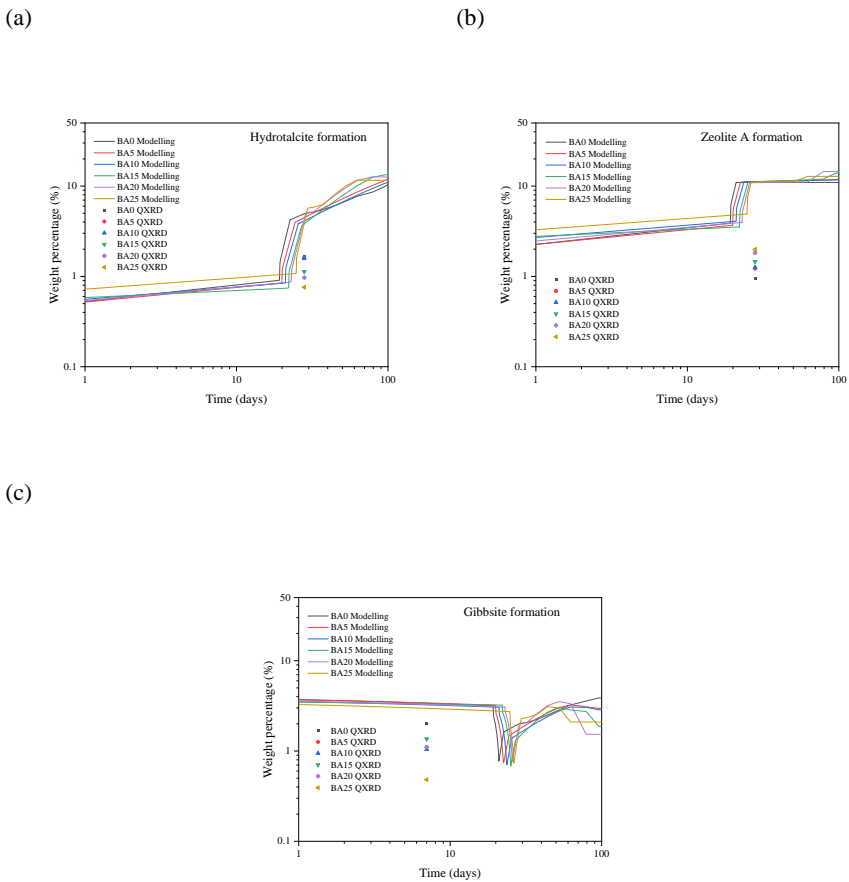 (a)
(b)
50
10
1
0.1
1
10
100
Weight percentage (%)
Time (days)
Hydrotalcite formation
BA0 Modelling
BA5 Modelling
BA10 Modelling
BA15 Modelling
BA20 Modelling
BA25 Modelling
BA0 QXRD
BA5 QXRD
BA10 QXRD
BA15 QXRD
BA20 QXRD
BA25 QXRD
50
10
1
0.1
1
10
100
Weight percentage (%)
Time (days)
Zeolite A formation
BA0 Modelling
BA5 Modelling
BA10 Modelling
BA15 Modelling
BA20 Modelling
BA25 Modelling
BA0 QXRD
BA5 QXRD
BA10 QXRD
BA15 QXRD
BA20 QXRD
BA25 QXRD
(c)
50
10
1
0.1
1
10
100
Weight percentage (%)
Time (days)
Gibbsite formation
BA0 Modelling
BA5 Modelling
BA10 Modelling
BA15 Modelling
BA20 Modelling
BA25 Modelling
BA0 QXRD
BA5 QXRD
BA10 QXRD
BA15 QXRD
BA20 QXRD
BA25 QXRD